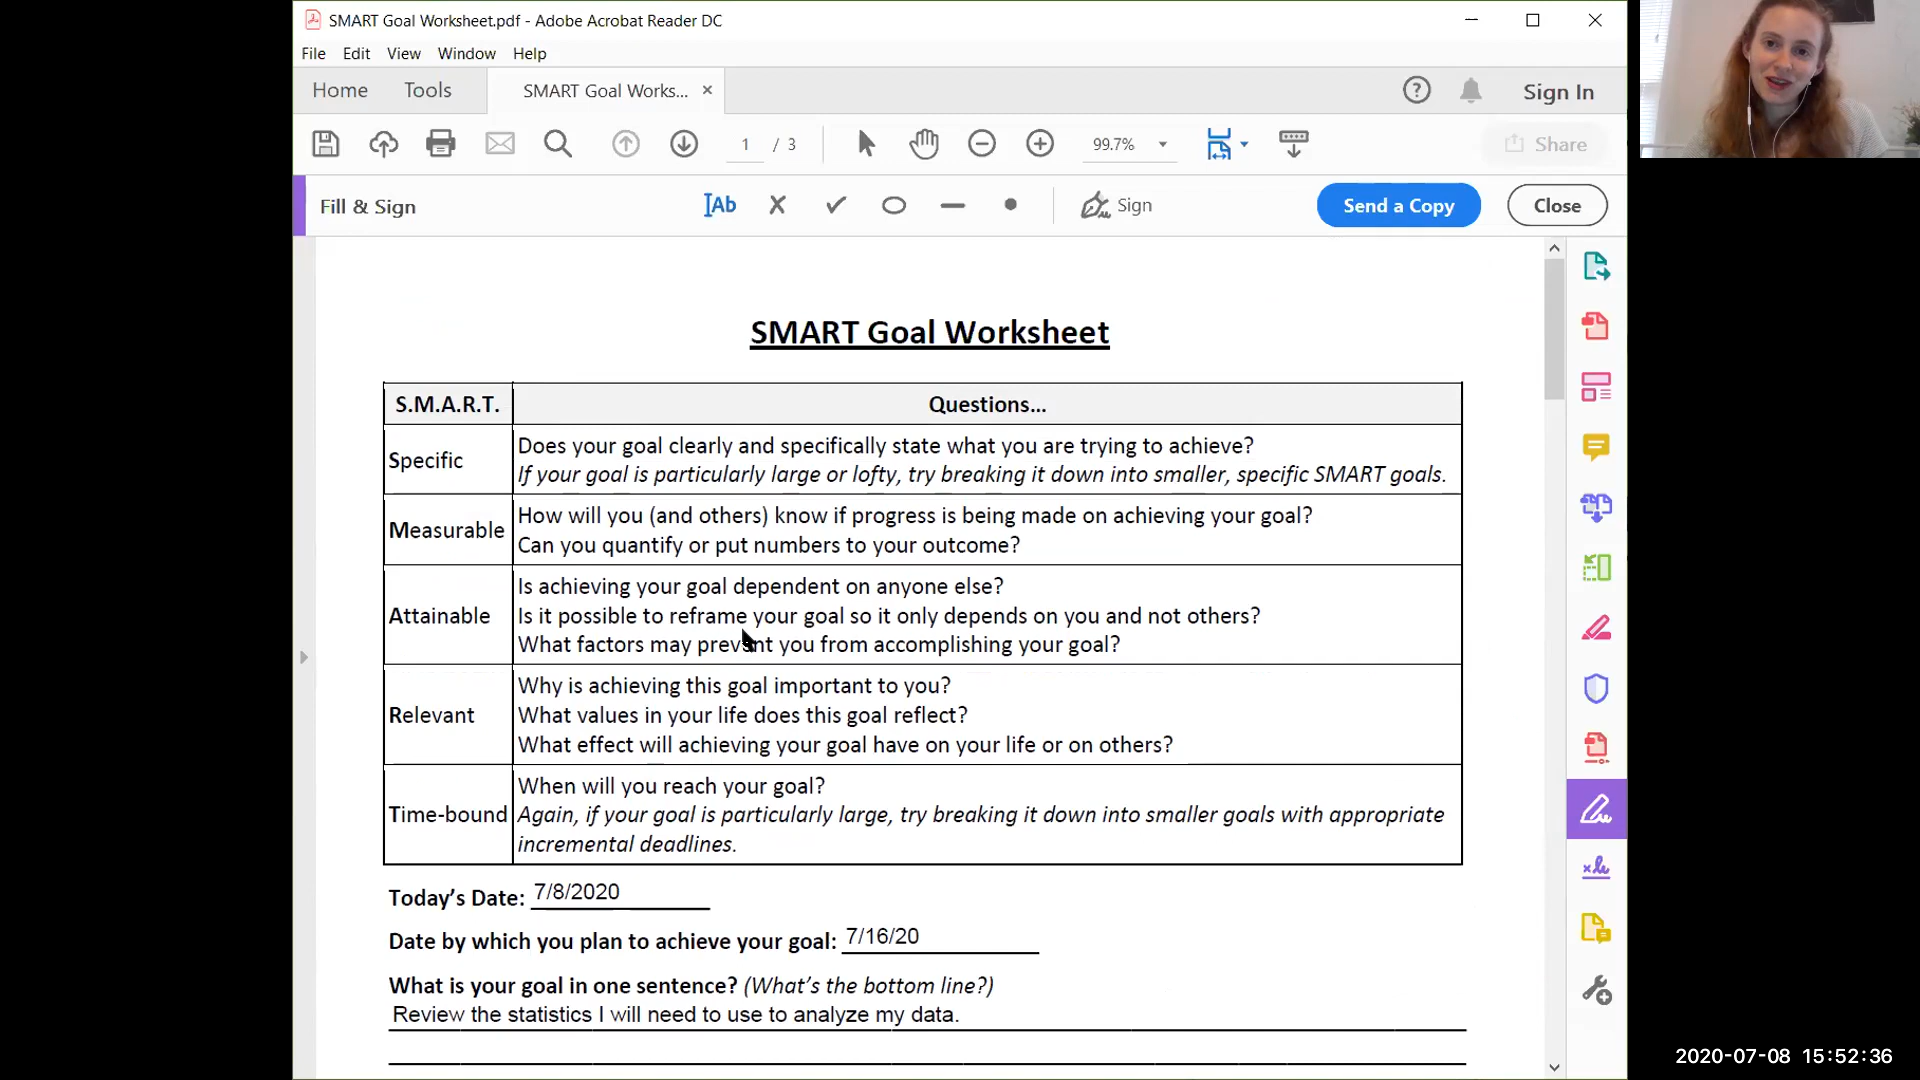 SMART Goal Worksheet.pdf - Adobe Acrobat Reader DC
File Edit View Window Help
Home Tools SMART Goal Works... × Sign In
1 / 3 99.7% Share
Fill & Sign Ab Sign Send a Copy Close
SMART Goal Worksheet
S.M.A.R.T. Questions...
Specific
Does your goal clearly and specifically state what you are trying to achieve?
If your goal is particularly large or lofty, try breaking it down into smaller, specific SMART goals.
Measurable
How will you (and others) know if progress is being made on achieving your goal?
Can you quantify or put numbers to your outcome?
Attainable
Is achieving your goal dependent on anyone else?
Is it possible to reframe your goal so it only depends on you and not others?
What factors may prevent you from accomplishing your goal?
Relevant
Why is achieving this goal important to you?
What values in your life does this goal reflect?
What effect will achieving your goal have on your life or on others?
Time-bound
When will you reach your goal?
Again, if your goal is particularly large, try breaking it down into smaller goals with appropriate
incremental deadlines.
Today's Date: 7/8/2020
Date by which you plan to achieve your goal: 7/16/20
What is your goal in one sentence? (What's the bottom line?)
Review the statistics I will need to use to analyze my data.
2020-07-08 15:52:36